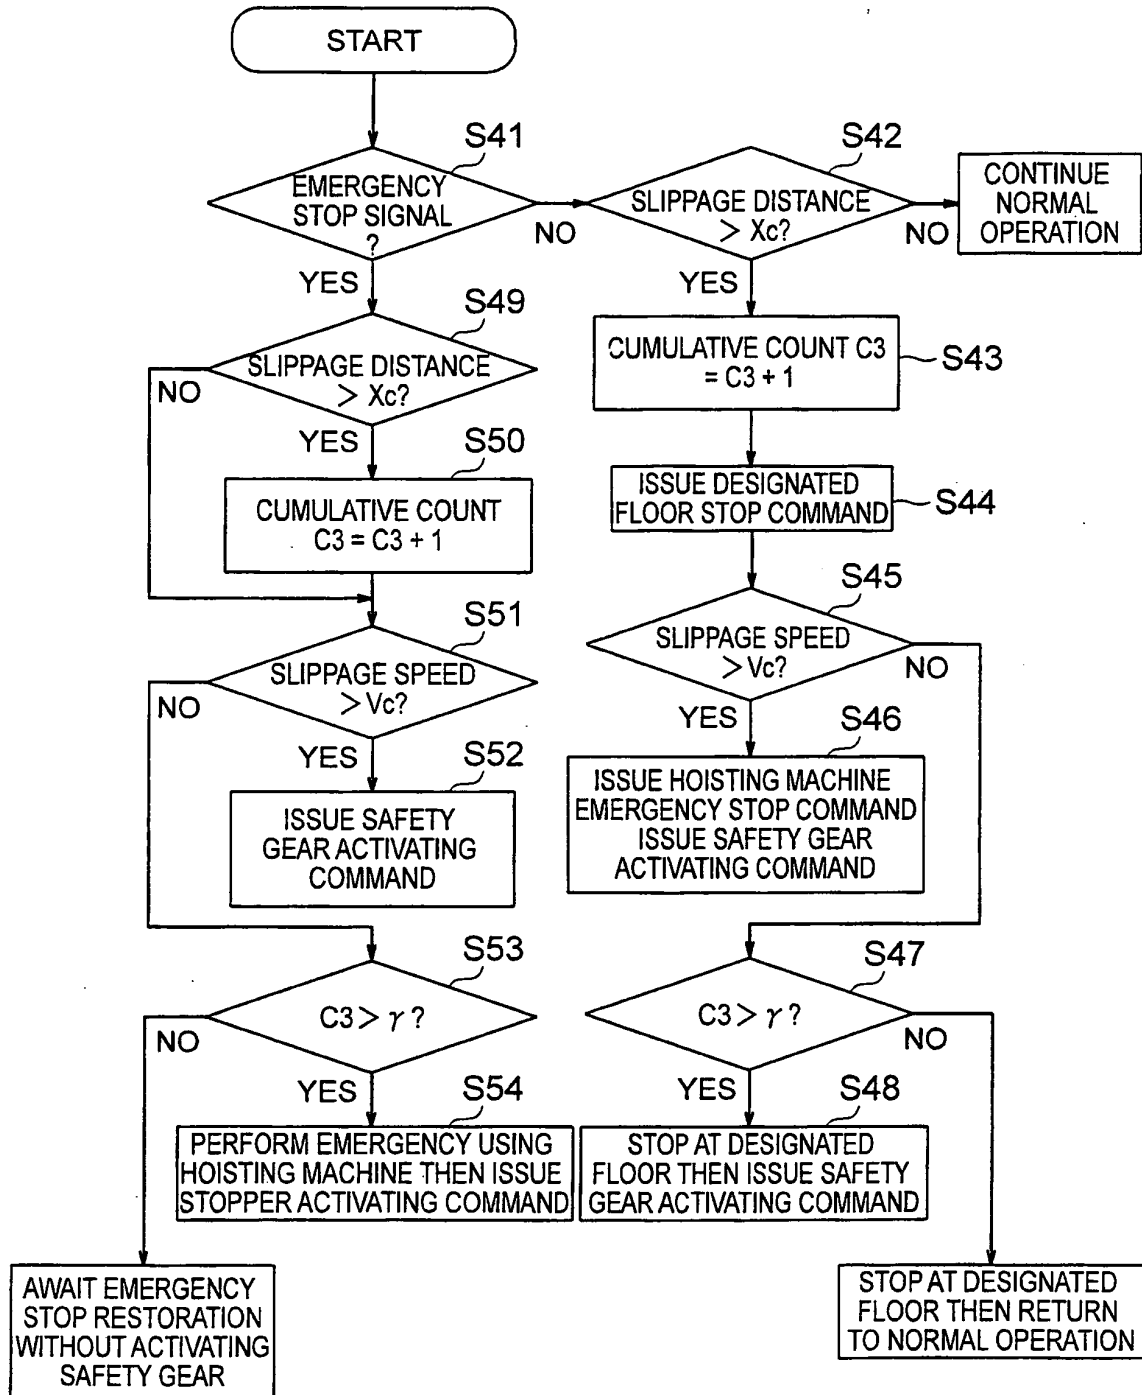 START
S41
EMERGENCY
STOP SIGNAL
?
NO
YES
S42
SLIPPAGE DISTANCE
> Xc?
NO
YES
CONTINUE
NORMAL
OPERATION
S49
SLIPPAGE DISTANCE
> Xc?
NO
YES
S43
CUMULATIVE COUNT C3
= C3 + 1
S50
CUMULATIVE COUNT
C3 = C3 + 1
S44
ISSUE DESIGNATED
FLOOR STOP COMMAND
S51
SLIPPAGE SPEED
> Vc?
NO
YES
S45
SLIPPAGE SPEED
> Vc?
NO
YES
S52
ISSUE SAFETY
GEAR ACTIVATING
COMMAND
S46
ISSUE HOISTING MACHINE
EMERGENCY STOP COMMAND
ISSUE SAFETY GEAR
ACTIVATING COMMAND
S53
C3 > γ ?
NO
YES
S47
C3 > γ ?
NO
YES
S54
PERFORM EMERGENCY USING
HOISTING MACHINE THEN ISSUE
STOPPER ACTIVATING COMMAND
S48
STOP AT DESIGNATED
FLOOR THEN ISSUE SAFETY
GEAR ACTIVATING COMMAND
AWAIT EMERGENCY
STOP RESTORATION
WITHOUT ACTIVATING
SAFETY GEAR
STOP AT DESIGNATED
FLOOR THEN RETURN
TO NORMAL OPERATION